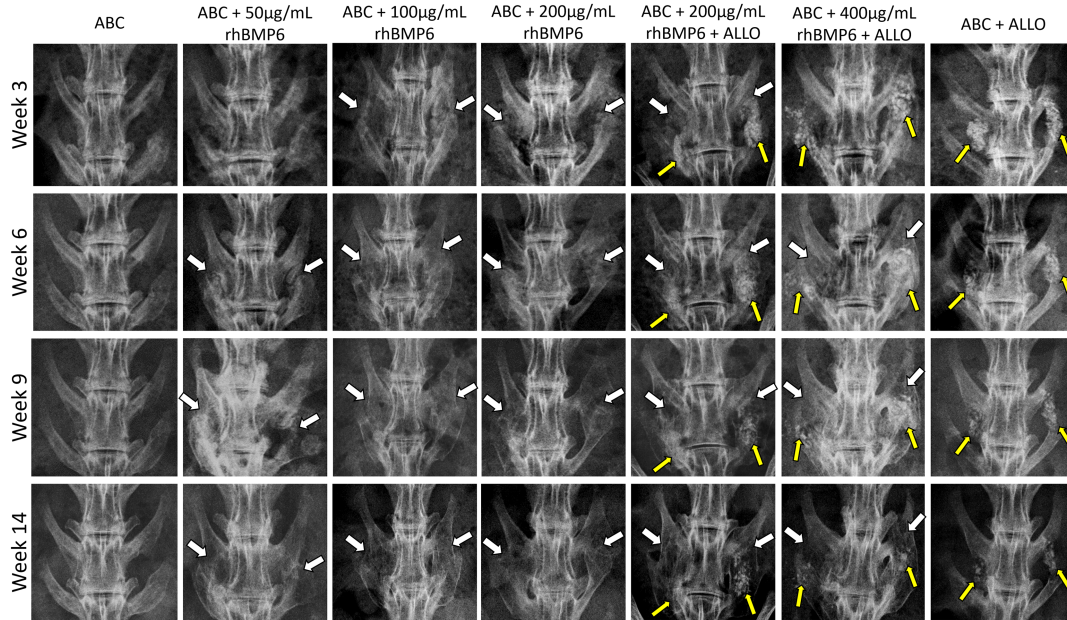 ABC
ABC + 50µg/mL
rhBMP6
ABC + 100µg/mL
rhBMP6
ABC + 200µg/mL
rhBMP6
ABC + 200µg/mL
rhBMP6 + ALLO
ABC + 400µg/mL
rhBMP6 + ALLO
ABC + ALLO
Week 3
Week 6
Week 9
Week 14